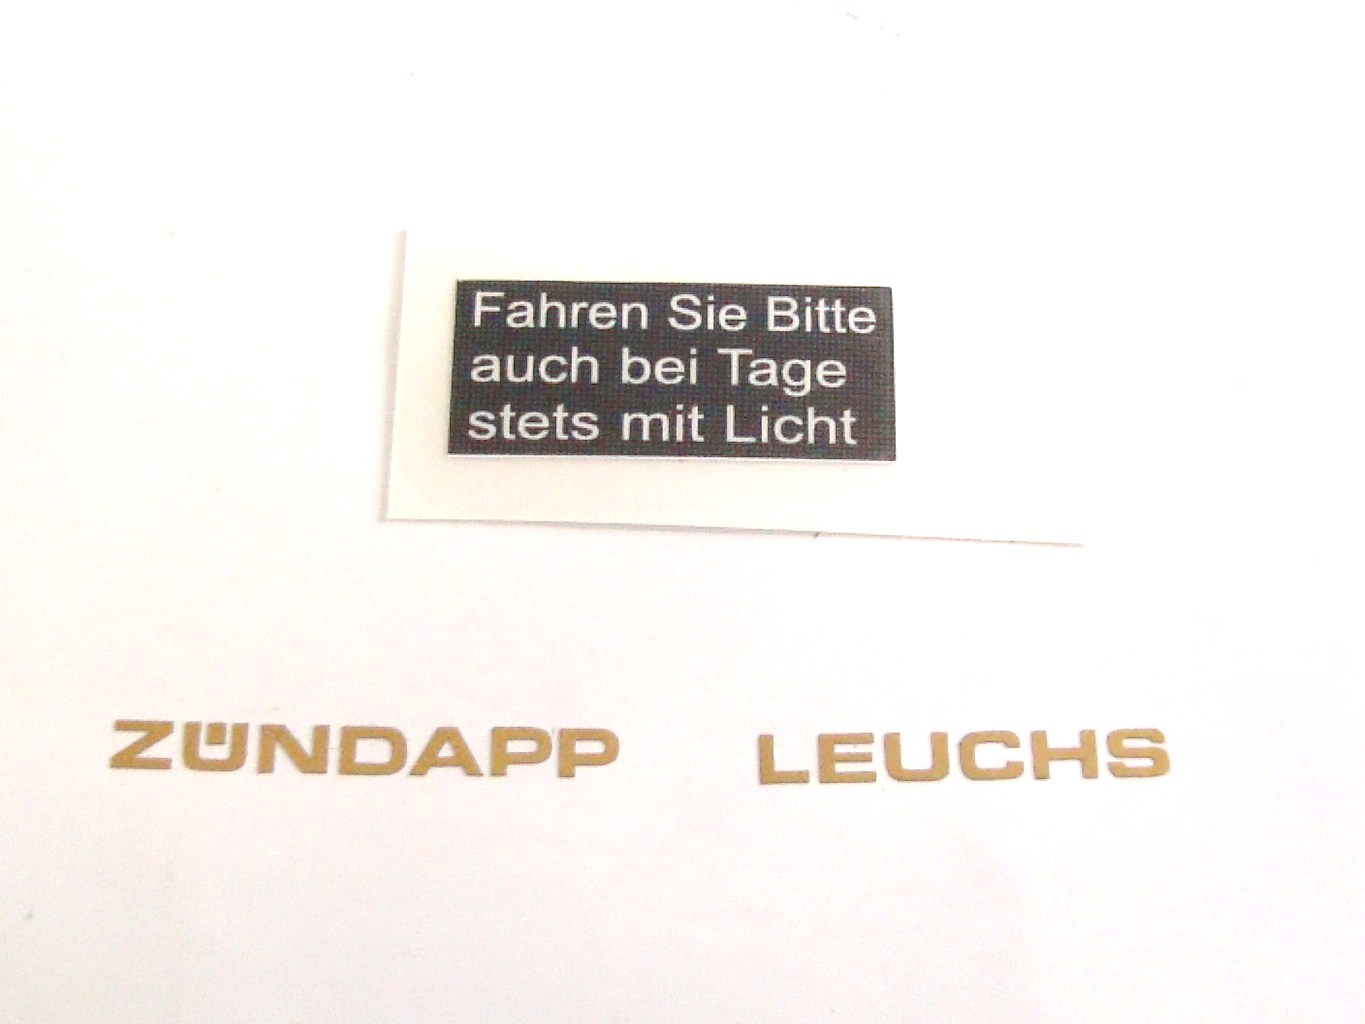 Fahren Sie Bitte
auch bei Tage
stets mit Licht
ZÜNDAPP LEUCHS